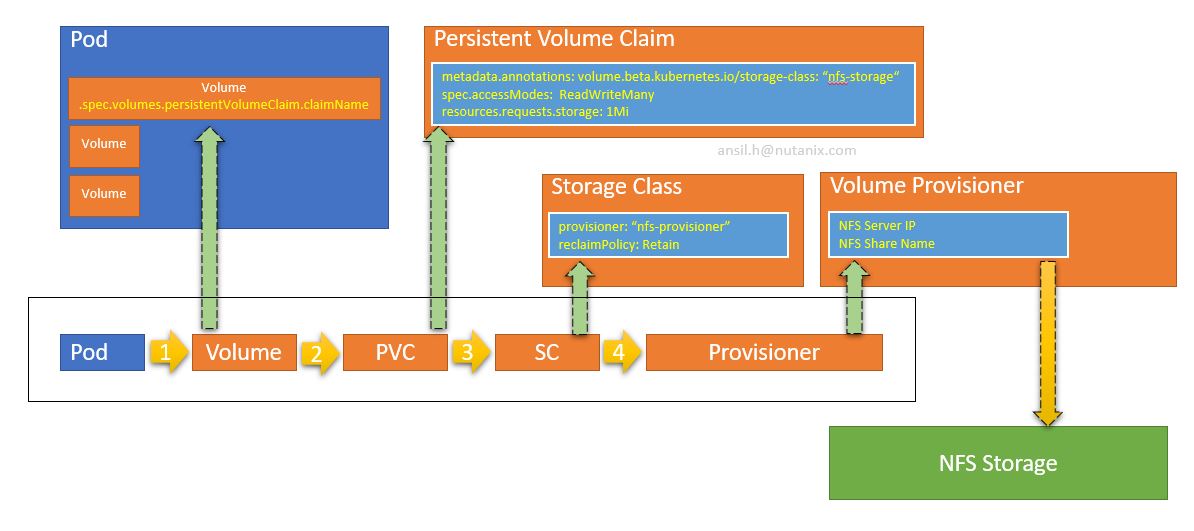 Pod
Volume
.spec.volumes.persistentVolumeClaim.claimName
Volume
Volume
Persistent Volume Claim
metadata.annotations: volume.beta.kubernetes.io/storage-class: “nfs-storage“
spec.accessModes:  ReadWriteMany
resources.requests.storage: 1Mi
ansil.h@nutanix.com
Storage Class
provisioner: “nfs-provisioner”
reclaimPolicy: Retain
Volume Provisioner
NFS Server IP
NFS Share Name
Pod 1 Volume 2 PVC 3 SC 4 Provisioner
NFS Storage